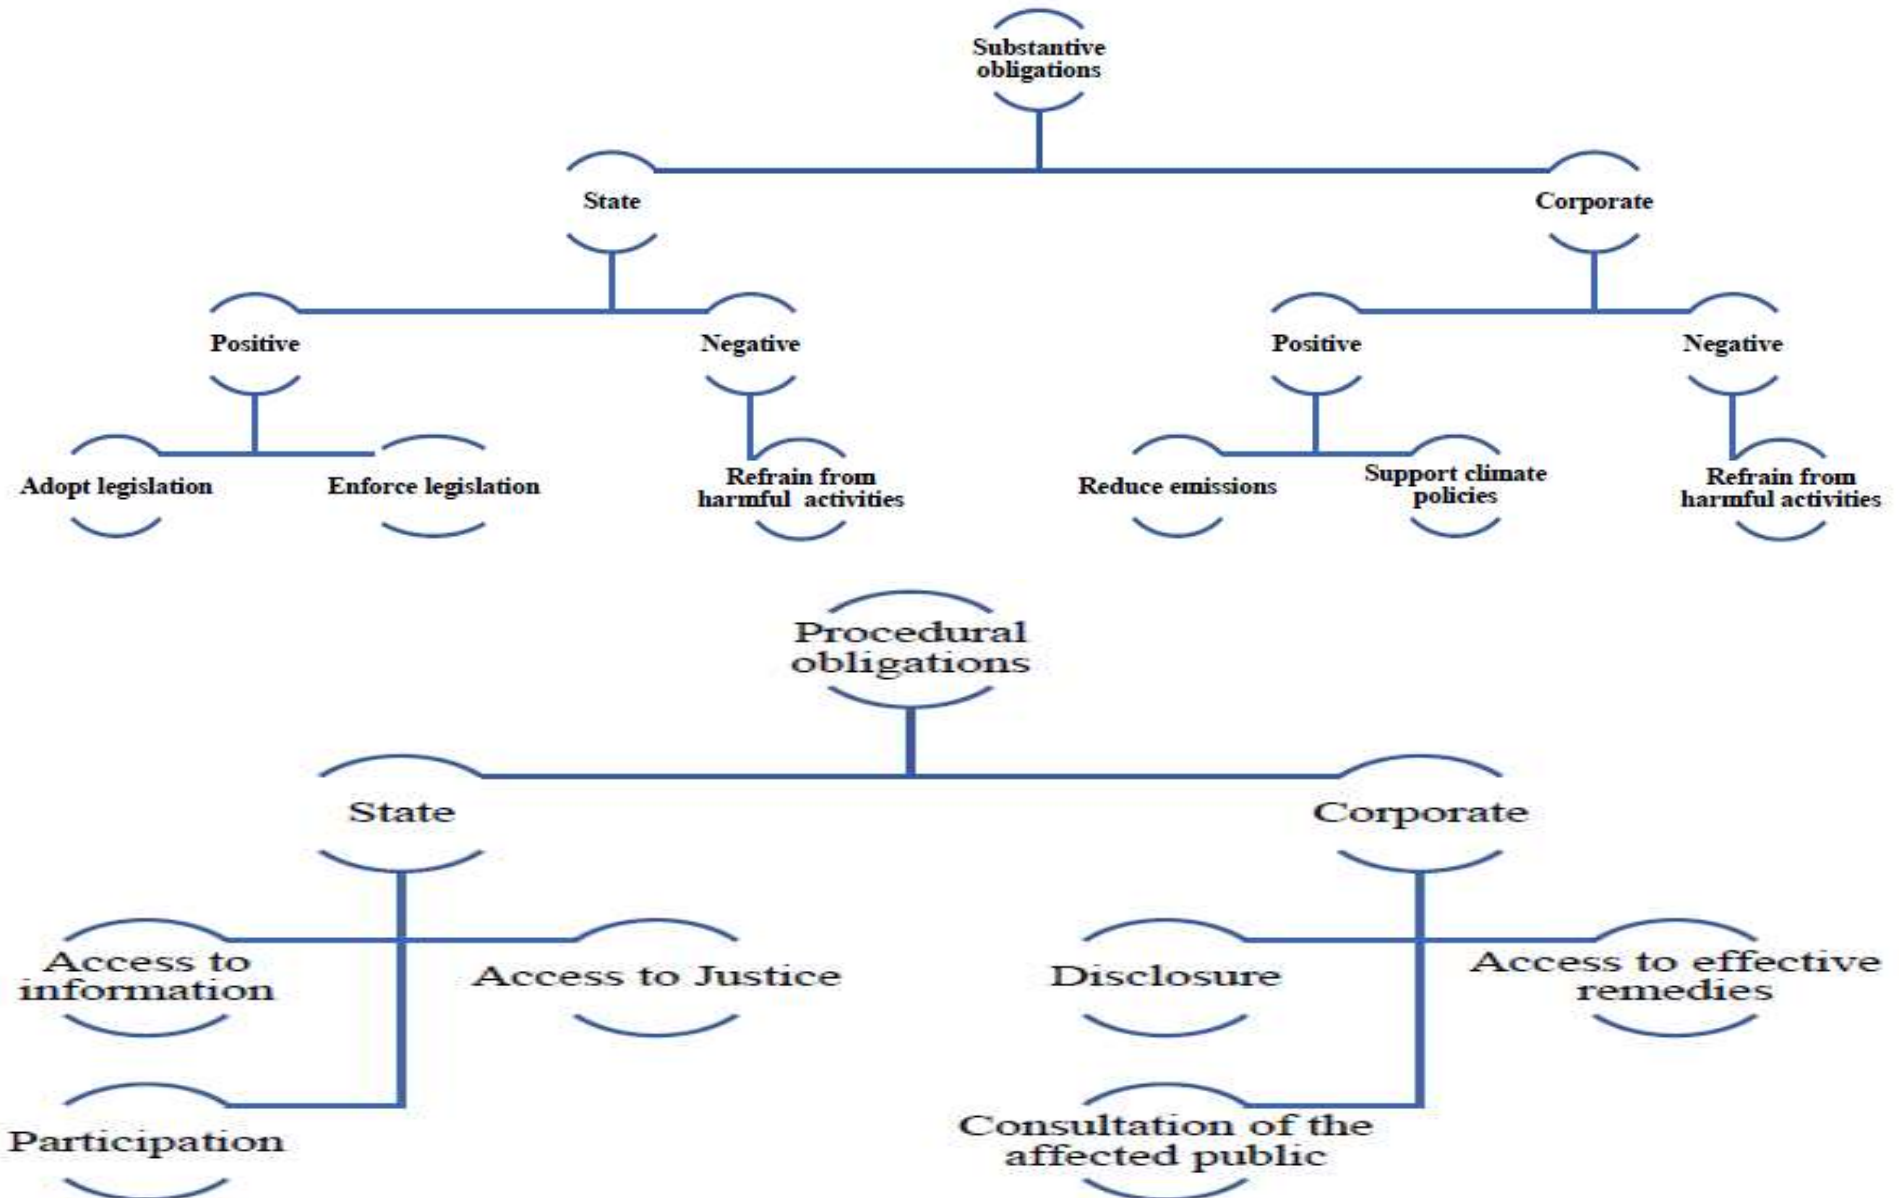 Substantive
obligations
State
Corporate
Positive
Negative
Positive
Negative
Adopt legislation
Enforce legislation
Refrain from
harmful activities
Reduce emissions
Support climate
policies
Refrain from
harmful activities
Procedural
obligations
State
Corporate
Access to
information
Access to Justice
Disclosure
Access to effective
remedies
Participation
Consultation of the
affected public